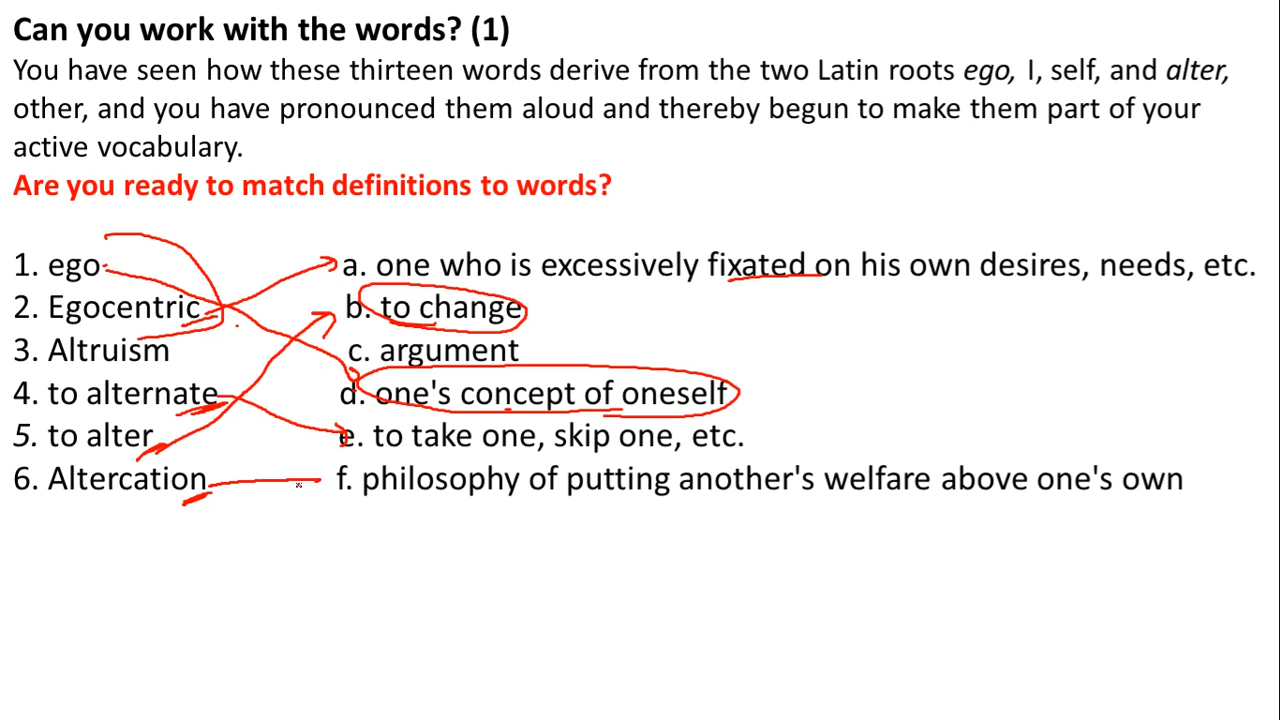 Can you work with the words? (1)
You have seen how these thirteen words derive from the two Latin roots ego, I, self, and alter,
other, and you have pronounced them aloud and thereby begun to make them part of your
active vocabulary.
Are you ready to match definitions to words?
1. ego a. one who is excessively fixated on his own desires, needs, etc.
2. Egocentric b. to change
3. Altruism c. argument
4. to alternate d. one's concept of oneself
5. to alter e. to take one, skip one, etc.
6. Altercation f. philosophy of putting another's welfare above one's own